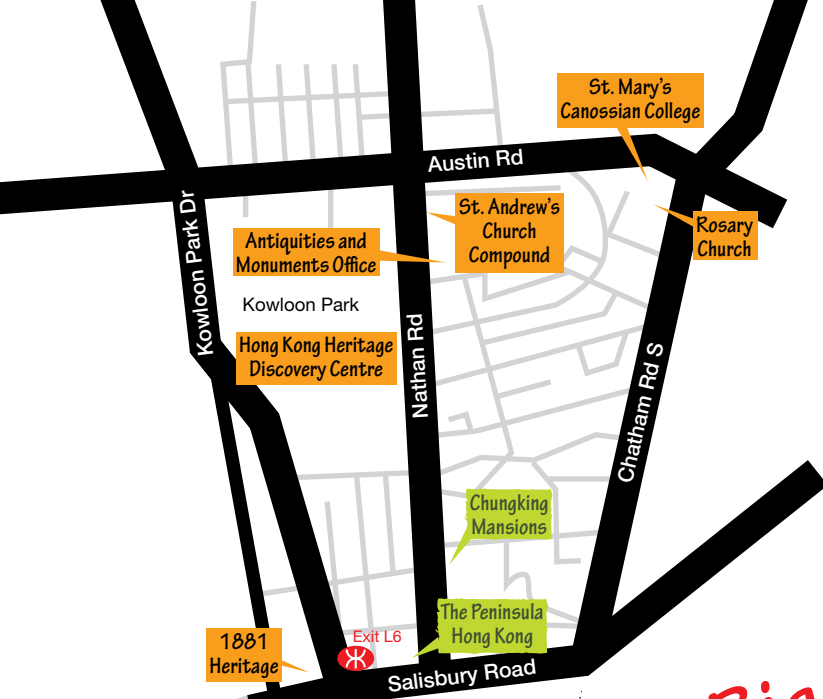 St. Mary's
Canossian College
Austin Rd
St. Andrew's
Church
Compound
Rosary
Church
Kowloon Park Dr
Antiquities and
Monuments Office
Kowloon Park
Nathan Rd
Hong Kong Heritage
Discovery Centre
Chatham Rd S
Chungking
Mansions
The Peninsula
Hong Kong
1881
Heritage
Exit L6
Salisbury Road